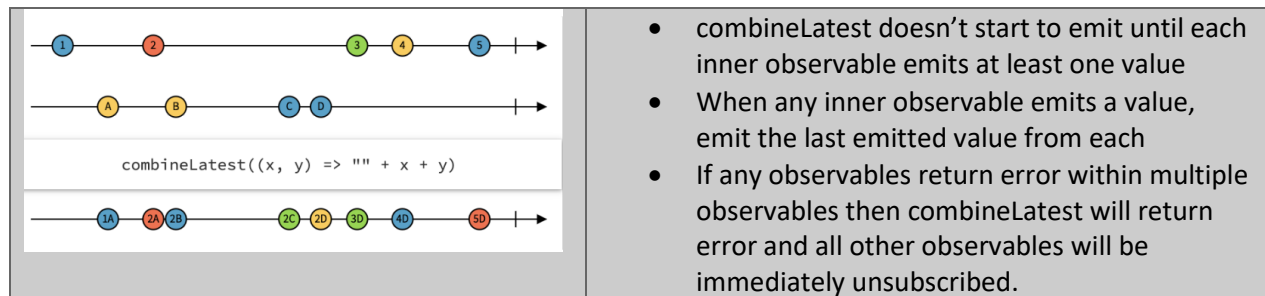 1 2 3 4 5
A B C D
combineLatest((x, y) => "" + x + y)
1A 2A 2B 2C 2D 3D 4D 5D
• combineLatest doesn’t start to emit until each
inner observable emits at least one value
• When any inner observable emits a value,
emit the last emitted value from each
• If any observables return error within multiple
observables then combineLatest will return
error and all other observables will be
immediately unsubscribed.